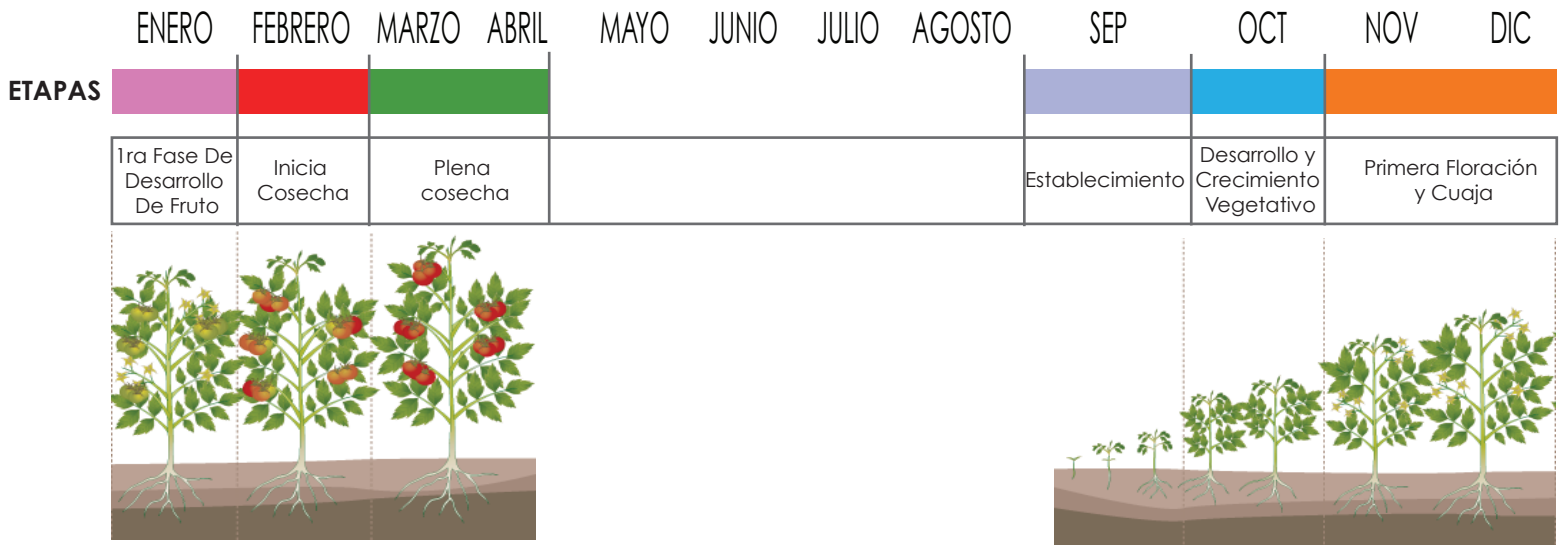 ENERO FEBRERO MARZO ABRIL MAYO JUNIO JULIO AGOSTO SEP OCT NOV DIC
ETAPAS
1ra Fase De
Desarrollo
De Fruto
Inicia
Cosecha
Plena
cosecha
Establecimiento
Desarrollo y
Crecimiento
Vegetativo
Primera Floración
y Cuaja